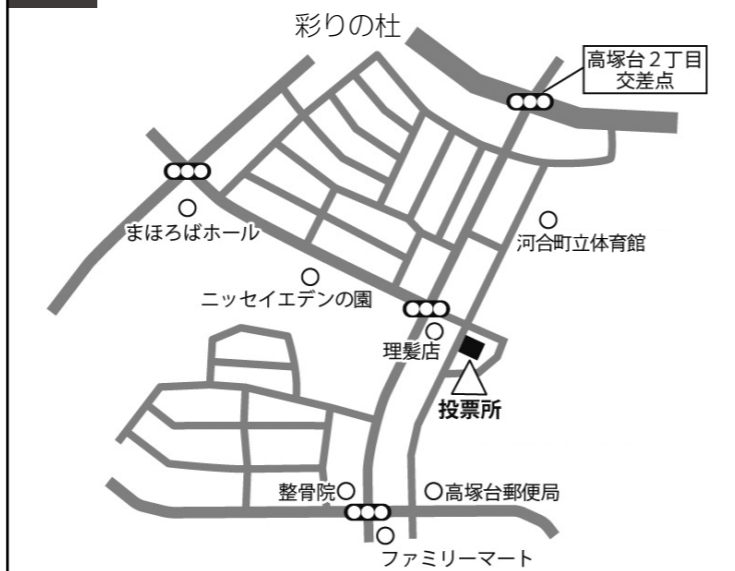 彩りの杜
高塚台２丁目
交差点
まほろばホール
河合町立体育館
ニッセイエデンの園
理髪店
投票所
整骨院
高塚台郵便局
ファミリーマート